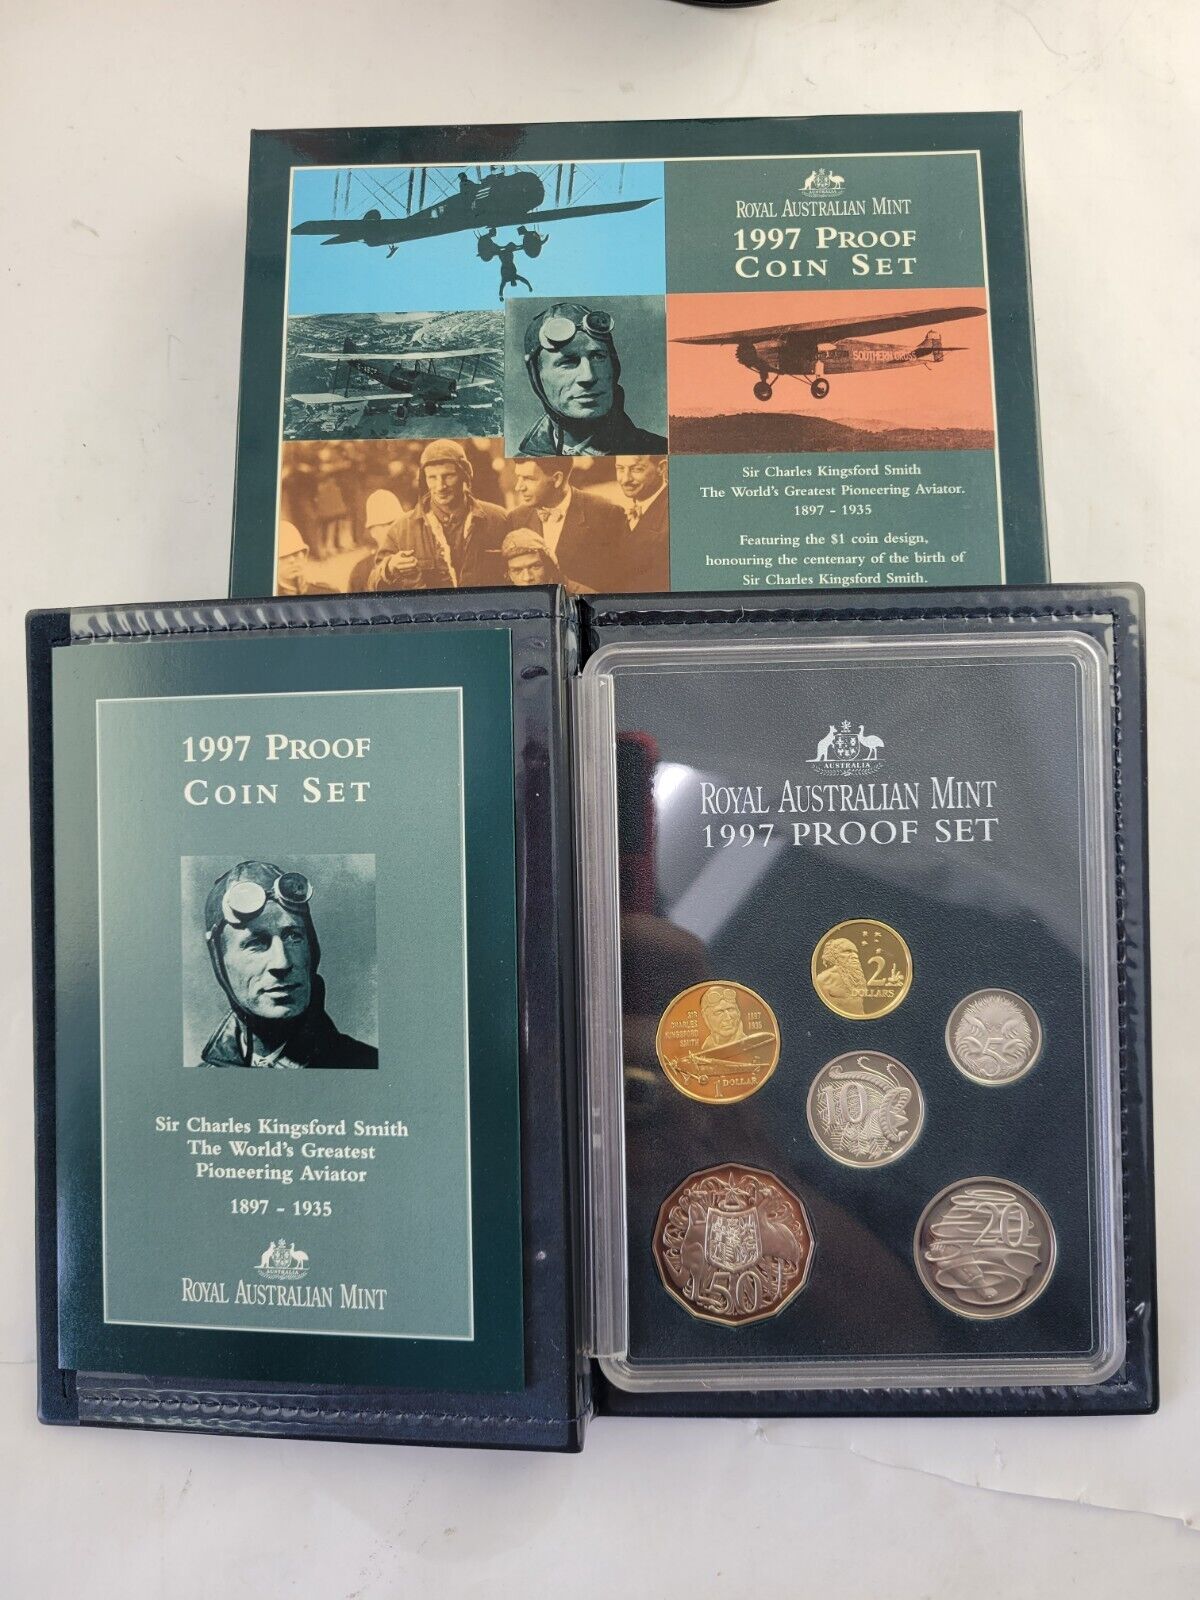 AUSTRALIA
ROYAL AUSTRALIAN MINT
1997 PROOF
COIN SET
SOUTHERN CROSS
Sir Charles Kingsford Smith
The World's Greatest Pioneering Aviator.
1897 - 1935
Featuring the $1 coin design,
honouring the centenary of the birth of
Sir Charles Kingsford Smith.
1997 PROOF
COIN SET
Sir Charles Kingsford Smith
The World's Greatest
Pioneering Aviator
1897 - 1935
AUSTRALIA
ROYAL AUSTRALIAN MINT
AUSTRALIA
ROYAL AUSTRALIAN MINT
1997 PROOF SET
2
DOLLARS
SIR
CHARLES
KINGSFORD
SMITH
1897
1935
1 DOLLAR
5
10
50
20